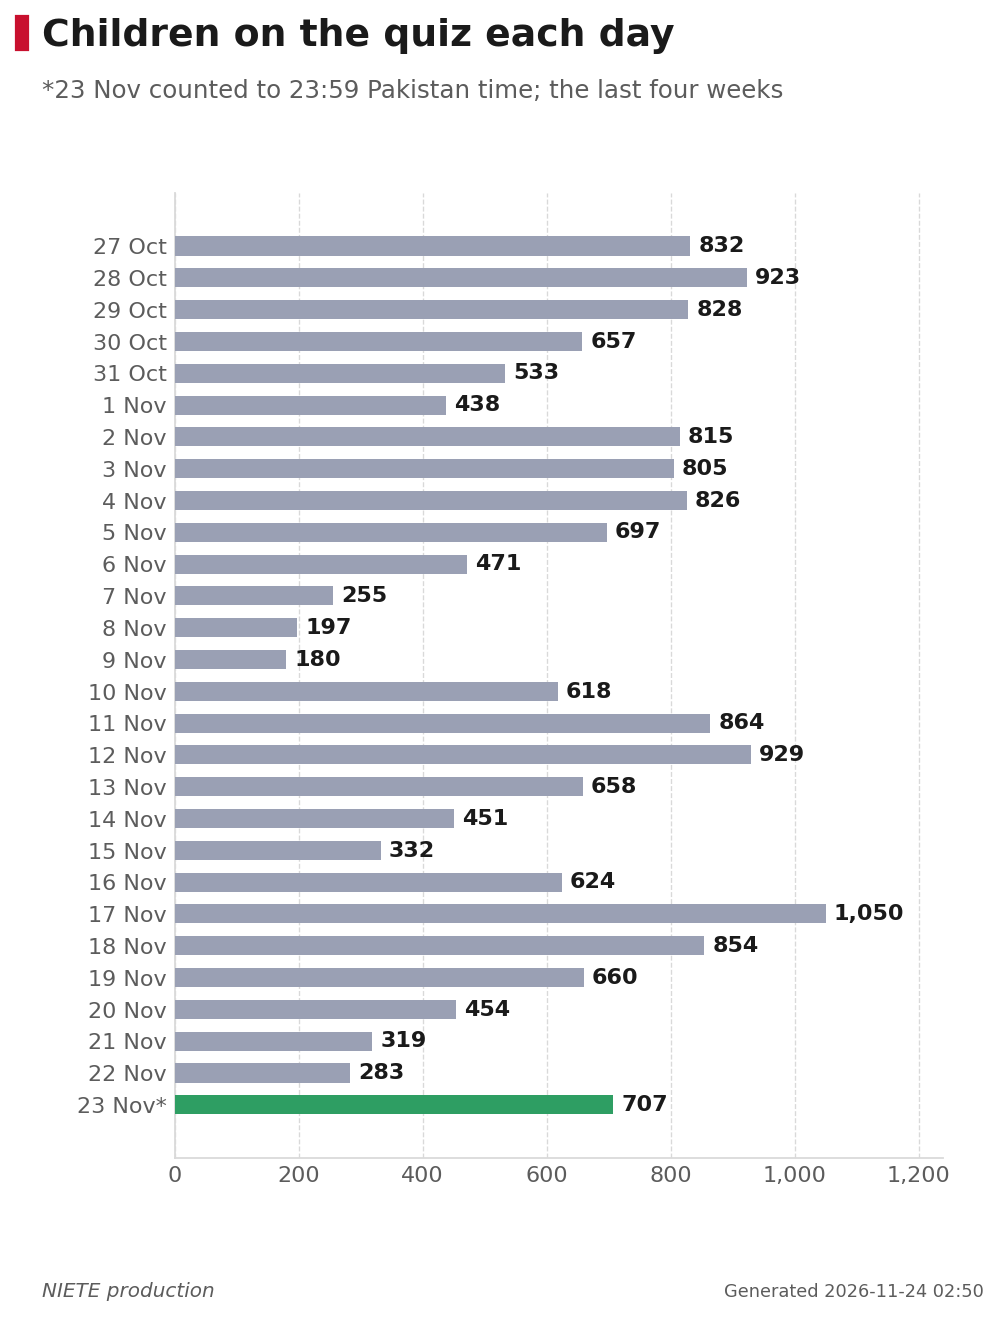 Children on the quiz each day
*23 Nov counted to 23:59 Pakistan time; the last four weeks
27 Oct 832
28 Oct 923
29 Oct 828
30 Oct 657
31 Oct 533
1 Nov 438
2 Nov 815
3 Nov 805
4 Nov 826
5 Nov 697
6 Nov 471
7 Nov 255
8 Nov 197
9 Nov 180
10 Nov 618
11 Nov 864
12 Nov 929
13 Nov 658
14 Nov 451
15 Nov 332
16 Nov 624
17 Nov 1,050
18 Nov 854
19 Nov 660
20 Nov 454
21 Nov 319
22 Nov 283
23 Nov* 707
0 200 400 600 800 1,000 1,200
NIETE production Generated 2026-11-24 02:50